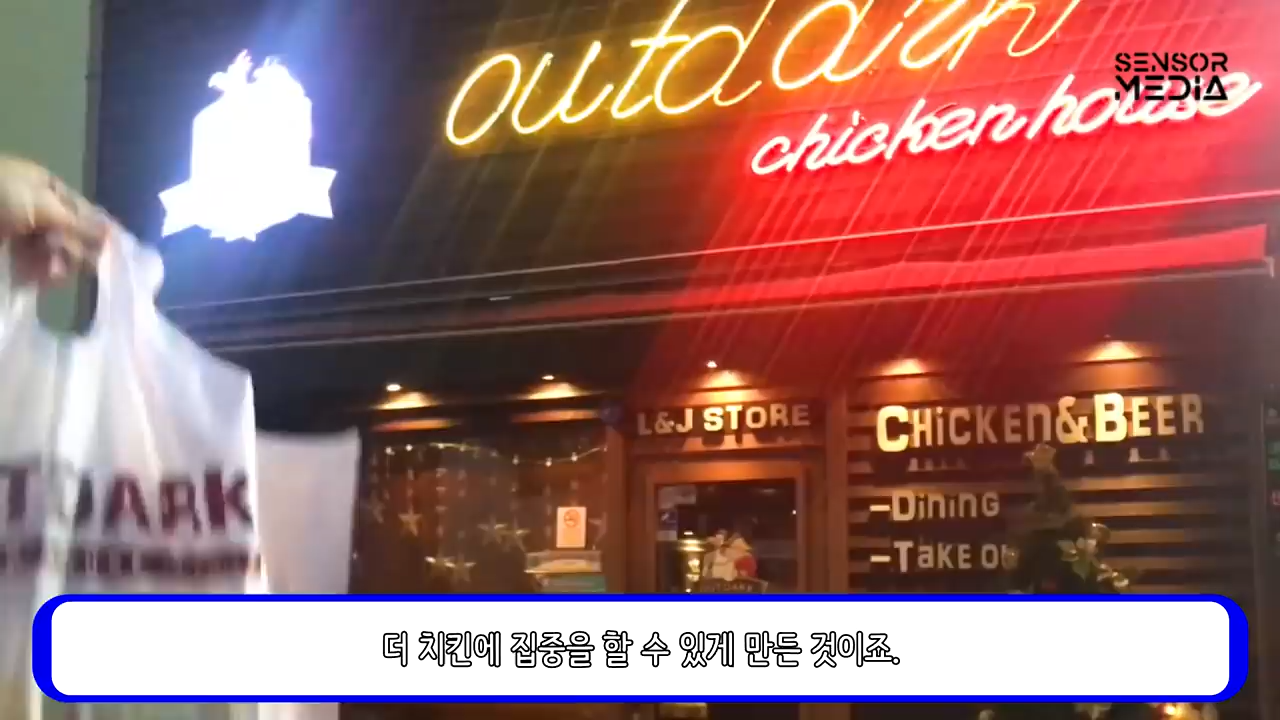 outdark
SENSOR
MEDIA
chicken house
L&J STORE
CHiCKEN&BEER
-Dining
-TAKE
TDARK
더 치킨에 집중을 할 수 있게 만든 것이죠.